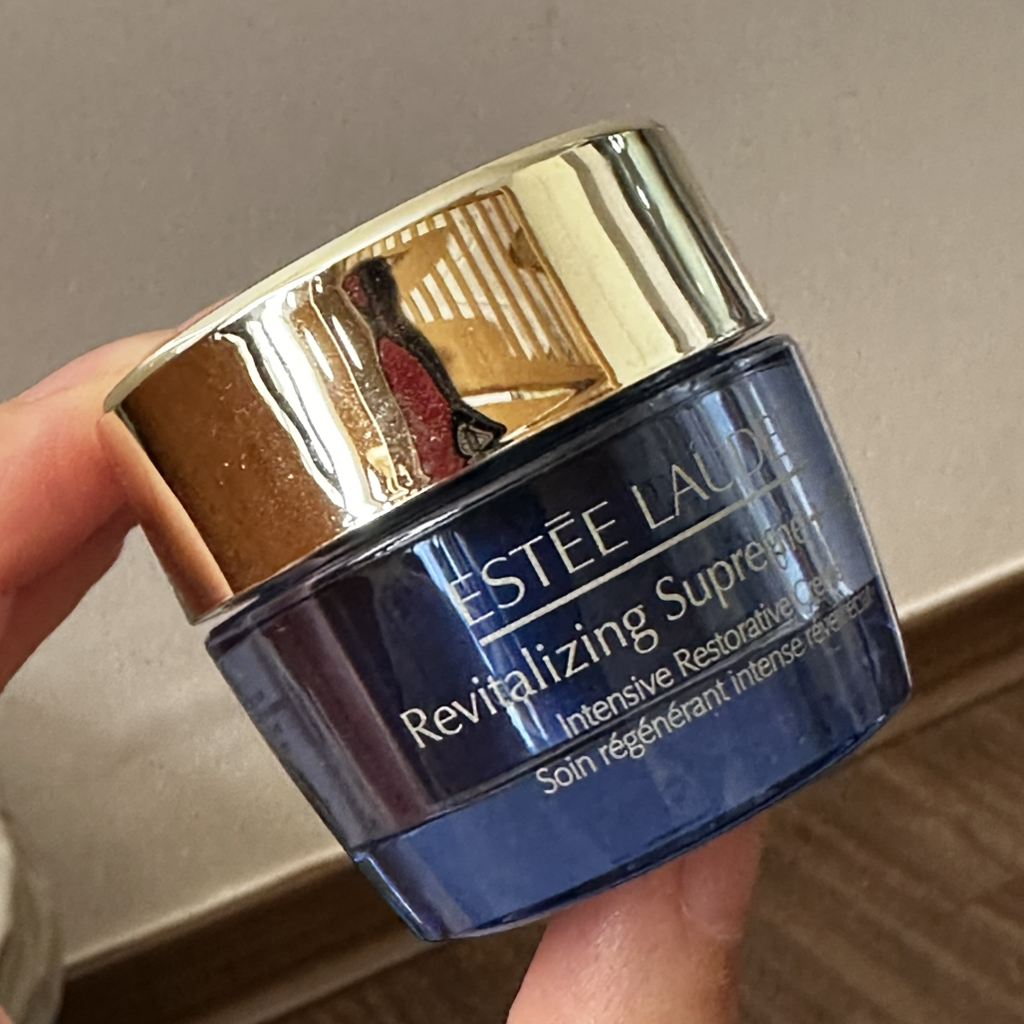 ESTĒE LAUDE
Revitalizing Supreme+
Intensive Restorative
Soin régénérant intense